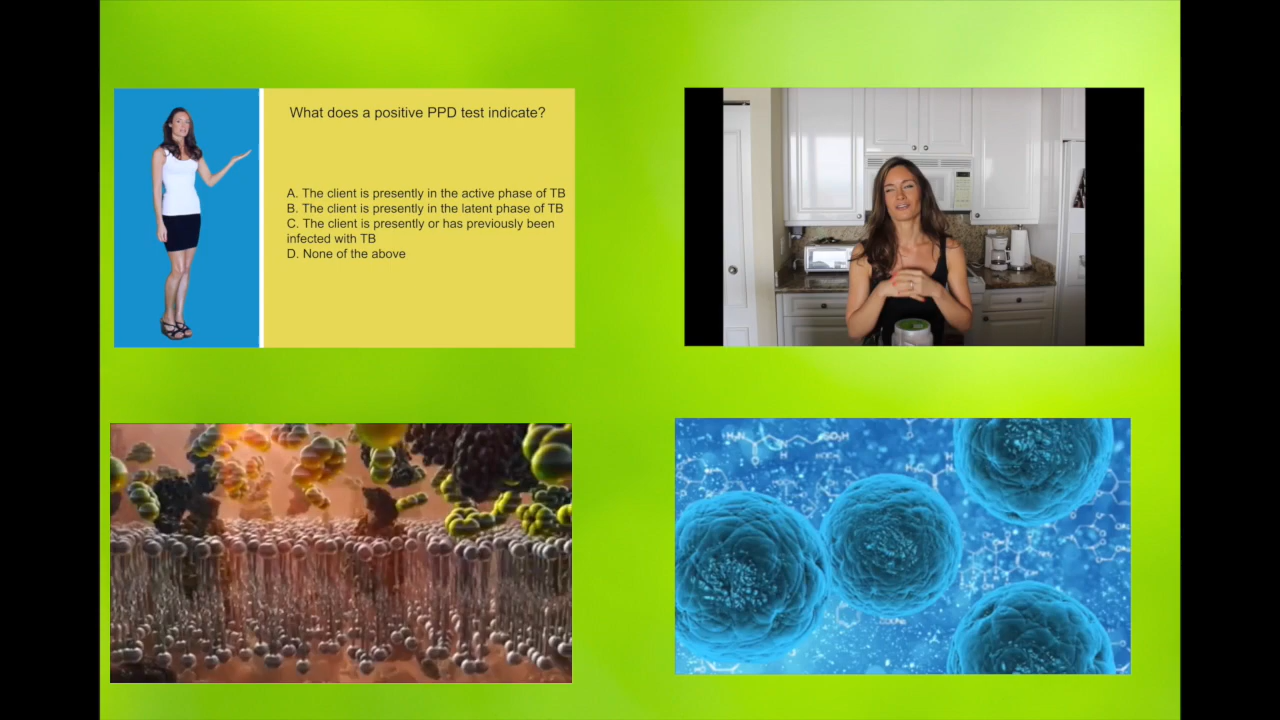 What does a positive PPD test indicate?
A. The client is presently in the active phase of TB
B. The client is presently in the latent phase of TB
C. The client is presently or has previously been
infected with TB
D. None of the above